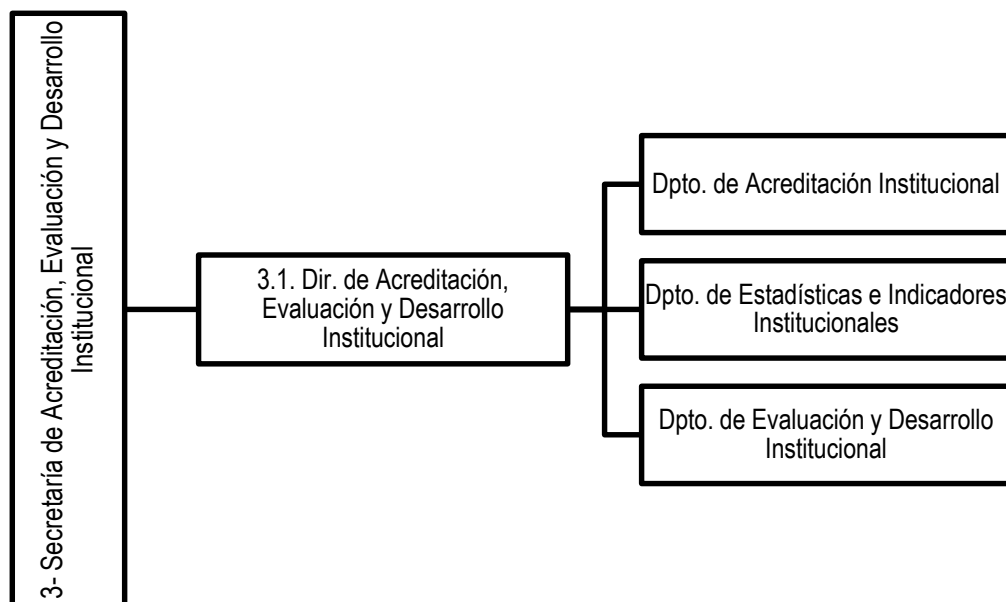 3- Secretaría de Acreditación, Evaluación y Desarrollo
Institucional
3.1. Dir. de Acreditación,
Evaluación y Desarrollo
Institucional
Dpto. de Acreditación Institucional
Dpto. de Estadísticas e Indicadores
Institucionales
Dpto. de Evaluación y Desarrollo
Institucional